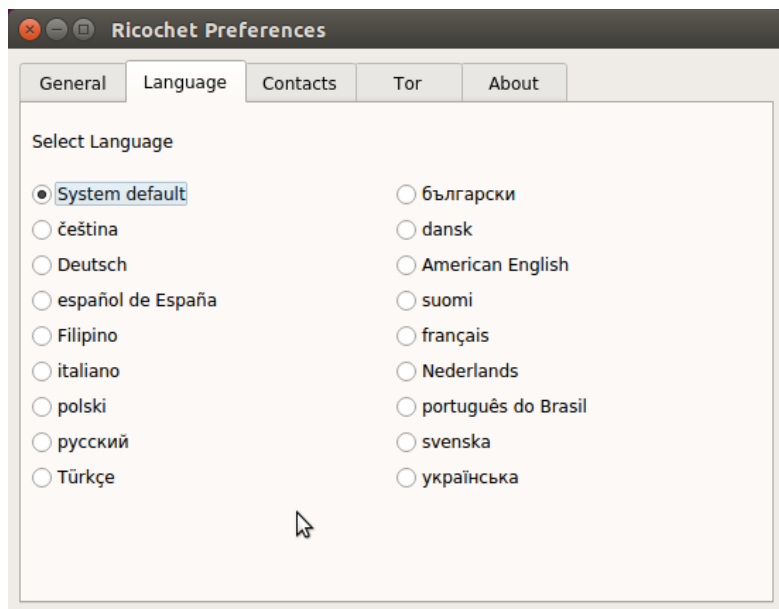 Ricochet Preferences
General Language Contacts Tor About
Select Language
System default български
čeština dansk
Deutsch American English
español de España suomi
Filipino français
italiano Nederlands
polski português do Brasil
русский svenska
Türkçe українська